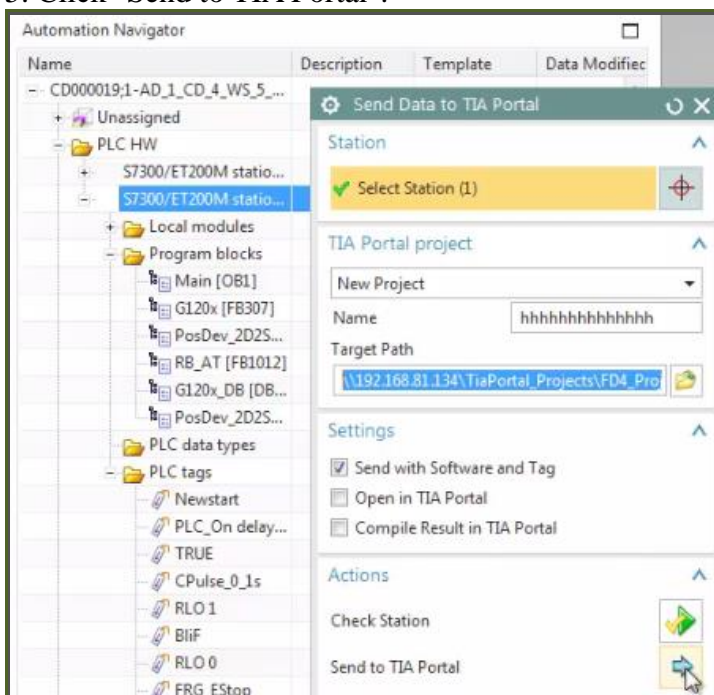 Automation Navigator
Name Description Template Data Modifiec
CD000019;1-AD_1_CD_4_WS_5_...
Unassigned
PLC HW
S7300/ET200M statio...
S7300/ET200M statio...
Local modules
Program blocks
Main [OB1]
G120x [FB307]
PosDev_2D2S...
RB_AT [FB1012]
G120x_DB [DB...
PosDev_2D2S...
PLC data types
PLC tags
Newstart
PLC_On delay...
TRUE
CPulse_0_1s
RLO 1
BliF
RLO 0
FRG_EStop
Send Data to TIA Portal
Station
Select Station (1)
TIA Portal project
New Project
Name hhhhhhhhhhhhhh
Target Path
\\192.168.81.134\TiaPortal_Projects\FD4_Pro
Settings
Send with Software and Tag
Open in TIA Portal
Compile Result in TIA Portal
Actions
Check Station
Send to TIA Portal